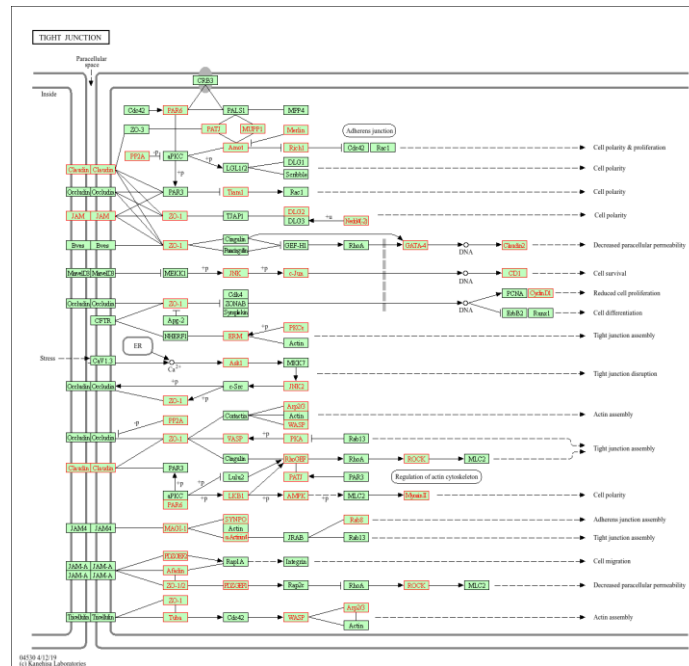 TIGHT JUNCTION
Paracellular
space
Inside
CRB3
Cdc42 PAR6 PALS1 MPP4
ZO-3 PATJ MUPP1 Merlin Adherens junction
PP2A aPKC Amot Rich1 Cdc42 Rac1 Cell polarity & proliferation
+p DLG1
Claudin Claudin LGL1/2 Scribble Cell polarity
+p
Occludin Occludin PAR3 Tiam1 Rac1 Cell polarity
JAM JAM ZO-1 TJAP1 DLG2 DLG3 +u Cell polarity
Bves Bves ZO-1 Cingulin GEF-H1 RhoA GATA-4 DNA Claudin2 Decreased paracellular permeability
MarvelD3 MarvelD3 MEKK1 +p JNK +p c-Jun DNA CD1 Cell survival
Occludin Occludin ZO-1 Cdk4 ZONAB Symplekin DNA PCNA CyclinD1 Reduced cell proliferation
CFTR Apg-2 ErbB2 Runx1 Cell differentiation
NHERF1 ERM +p PKCε Actin Tight junction assembly
ER
Stress CaV1.3 Ca2+ Ask1 +p MKK7
Tight junction disruption
Occludin Occludin +p c-Src JNK2
ZO-1 +p
PP2A Cortactin Arp2/3 Actin WASP Actin assembly
-p
Occludin Occludin ZO-1 VASP +p PKA Rab13
Tight junction assembly
Claudin Claudin Cingulin RhoGEF RhoA ROCK MLC2
PAR3 Lulu2 PATJ PAR3 Regulation of actin cytoskeleton
+p +p
aPKC PAR6 +p LKB1 +p AMPK +p MLC2 Myosin II Cell polarity
JAM4 JAM4 MAGI-1 SYNPO Actin α-Actinin4 Rab8 Adherens junction assembly
JRAB Rab13 Tight junction assembly
JAM-A JAM-A PDZGEF2 Rap1A Integrin Cell migration
JAM-A JAM-A Afadin
ZO-1/2 PDZGEF1 Rap2c RhoA ROCK MLC2 Decreased paracellular permeability
ZO-1 Arp2/3
Tricellulin Tricellulin Tuba Cdc42 WASP Actin Actin assembly
04530 4/12/19
(c) Kanehisa Laboratories